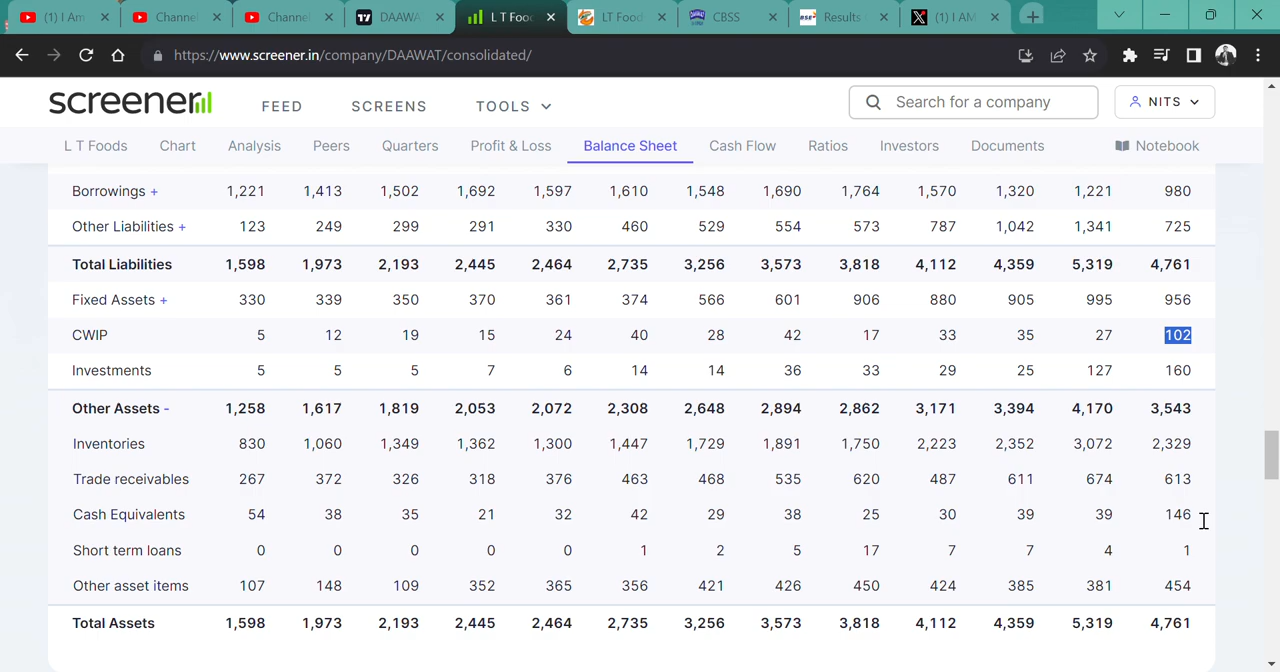 (1) I Am
Channel
Channel
DAAWA
L T Food
LT Food
CBSS
BSE Results
(1) I AM
https://www.screener.in/company/DAAWAT/consolidated/
screener
FEED SCREENS TOOLS
Search for a company
NITS
L T Foods Chart Analysis Peers Quarters Profit & Loss Balance Sheet Cash Flow Ratios Investors Documents Notebook
Borrowings + 1,221 1,413 1,502 1,692 1,597 1,610 1,548 1,690 1,764 1,570 1,320 1,221 980
Other Liabilities + 123 249 299 291 330 460 529 554 573 787 1,042 1,341 725
Total Liabilities 1,598 1,973 2,193 2,445 2,464 2,735 3,256 3,573 3,818 4,112 4,359 5,319 4,761
Fixed Assets + 330 339 350 370 361 374 566 601 906 880 905 995 956
CWIP 5 12 19 15 24 40 28 42 17 33 35 27 102
Investments 5 5 5 7 6 14 14 36 33 29 25 127 160
Other Assets - 1,258 1,617 1,819 2,053 2,072 2,308 2,648 2,894 2,862 3,171 3,394 4,170 3,543
Inventories 830 1,060 1,349 1,362 1,300 1,447 1,729 1,891 1,750 2,223 2,352 3,072 2,329
Trade receivables 267 372 326 318 376 463 468 535 620 487 611 674 613
Cash Equivalents 54 38 35 21 32 42 29 38 25 30 39 39 146
Short term loans 0 0 0 0 0 1 2 5 17 7 7 4 1
Other asset items 107 148 109 352 365 356 421 426 450 424 385 381 454
Total Assets 1,598 1,973 2,193 2,445 2,464 2,735 3,256 3,573 3,818 4,112 4,359 5,319 4,761